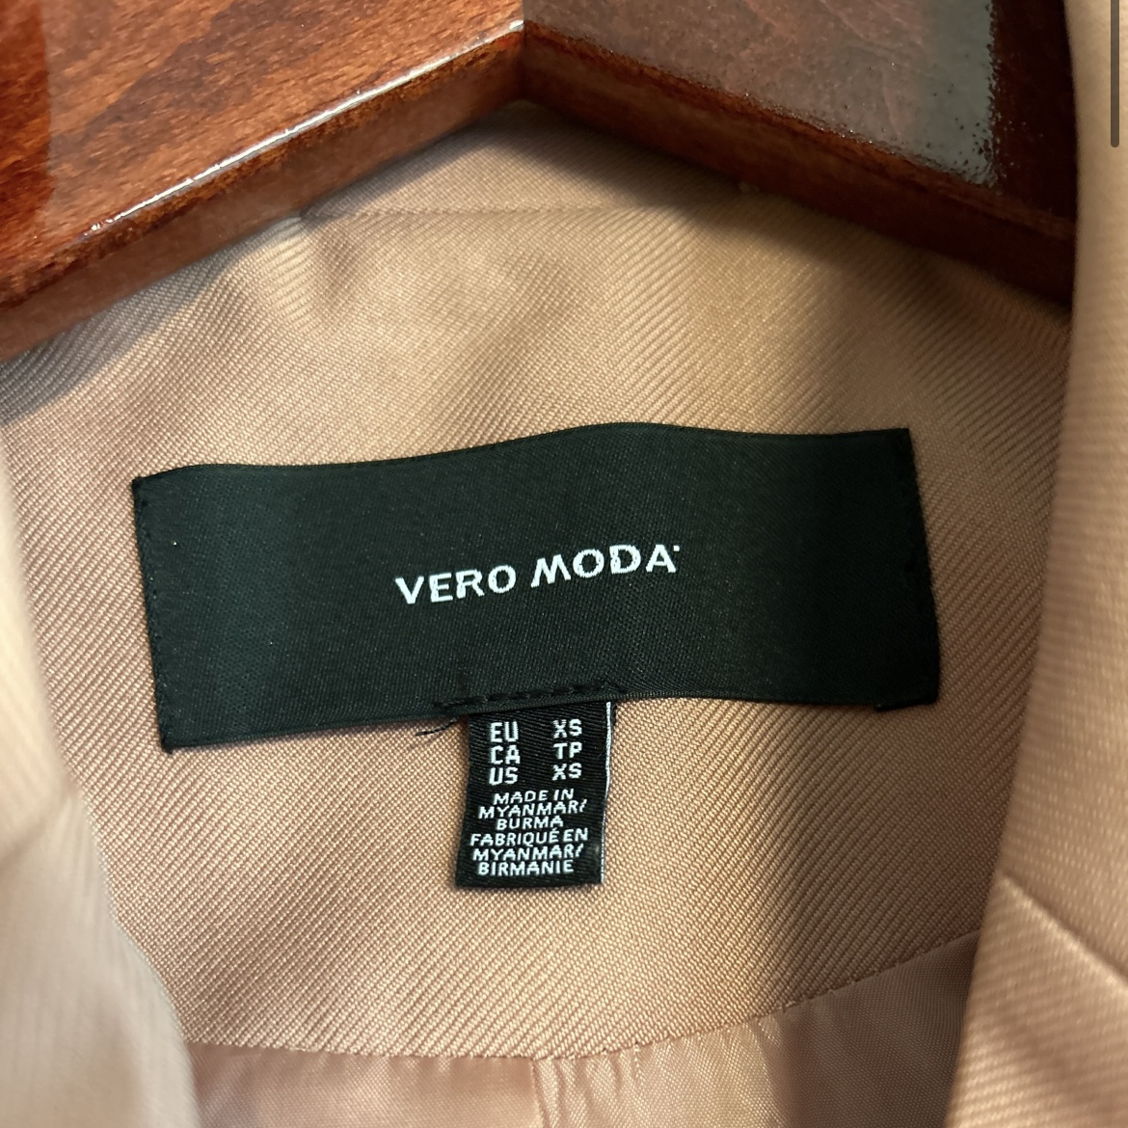 VERO MODA
EU XS
CA TP
US XS
MADE IN
MYANMAR/
BURMA
FABRIQUÉ EN
MYANMAR/
BIRMANIE